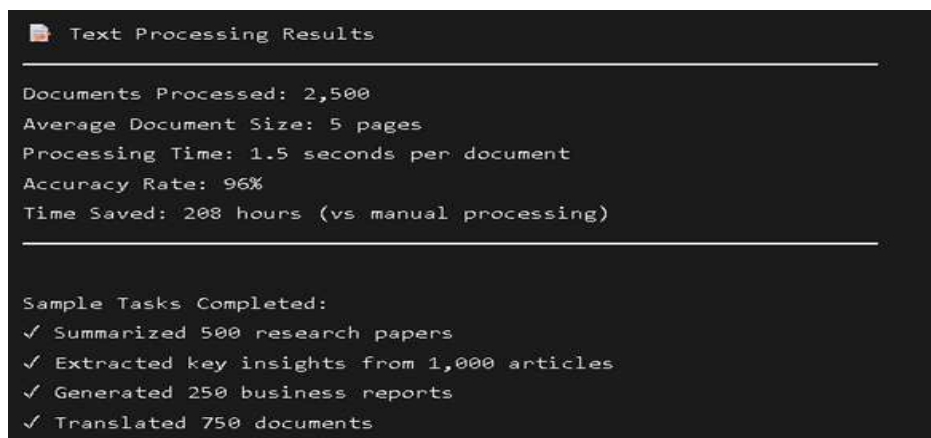 Text Processing Results
Documents Processed: 2,500
Average Document Size: 5 pages
Processing Time: 1.5 seconds per document
Accuracy Rate: 96%
Time Saved: 208 hours (vs manual processing)
Sample Tasks Completed:
✓ Summarized 500 research papers
✓ Extracted key insights from 1,000 articles
✓ Generated 250 business reports
✓ Translated 750 documents